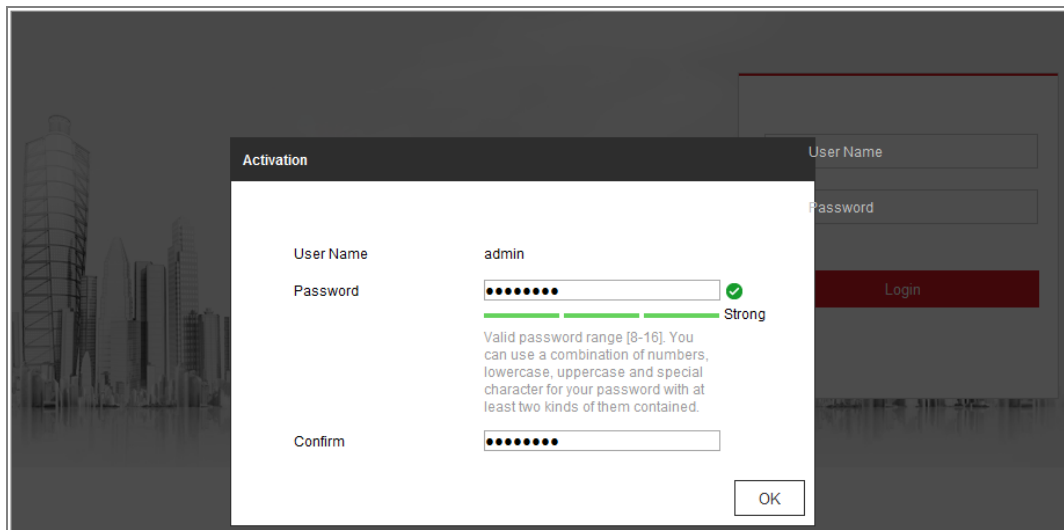 Activation
User Name
Password
Login
User Name admin
Password ••••••••
Strong
Valid password range [8-16]. You
can use a combination of numbers,
lowercase, uppercase and special
character for your password with at
least two kinds of them contained.
Confirm ••••••••
OK